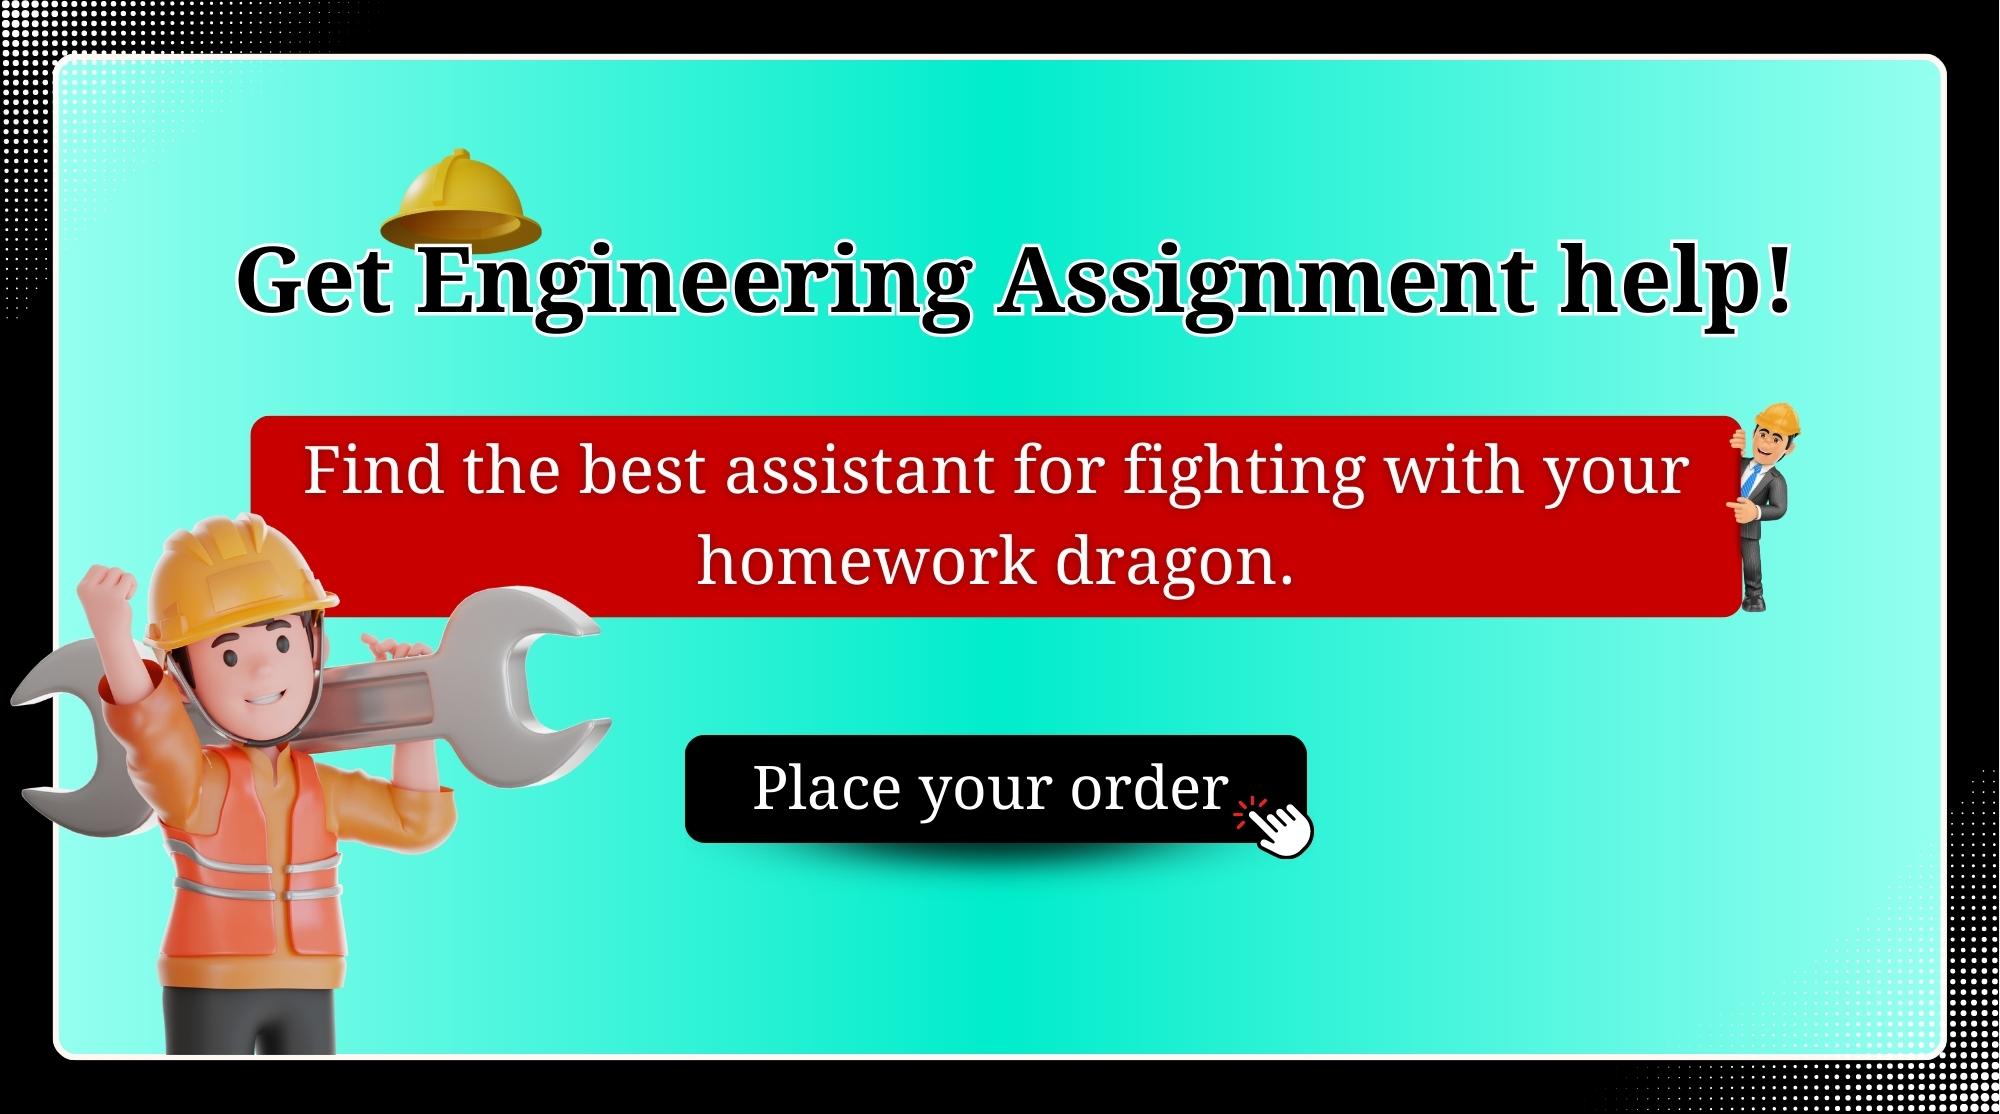 Get Engineering Assignment help!
Find the best assistant for fighting with your
homework dragon.
Place your order